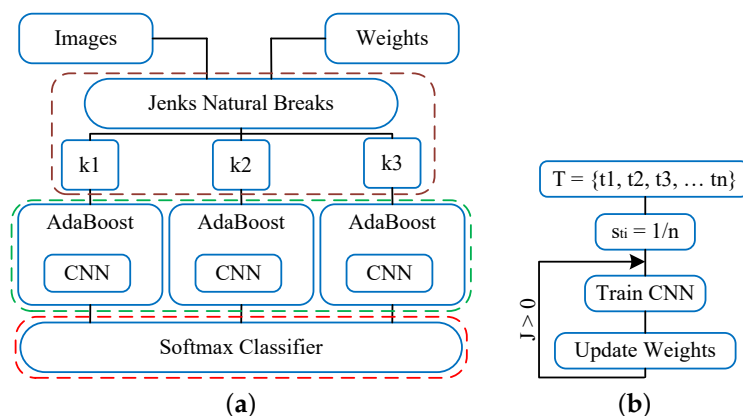 Images Weights
Jenks Natural Breaks
k1 k2 k3
AdaBoost AdaBoost AdaBoost
CNN CNN CNN
Softmax Classifier
(a)
T = {t1, t2, t3, … tn}
sti = 1/n
Train CNN
J > 0
Update Weights
(b)